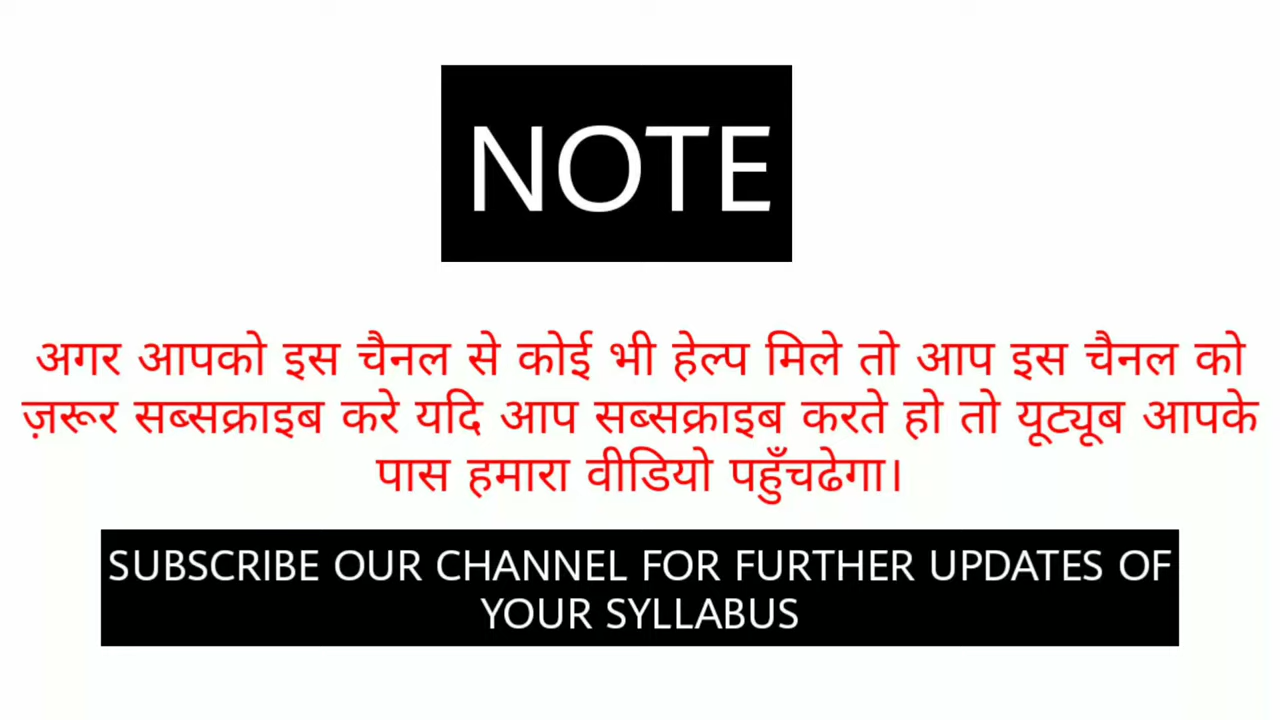 NOTE
अगर आपको इस चैनल से कोई भी हेल्प मिले तो आप इस चैनल को
ज़रूर सब्सक्राइब करे यदि आप सब्सक्राइब करते हो तो यूट्यूब आपके
पास हमारा वीडियो पहुँचढेगा।
SUBSCRIBE OUR CHANNEL FOR FURTHER UPDATES OF
YOUR SYLLABUS